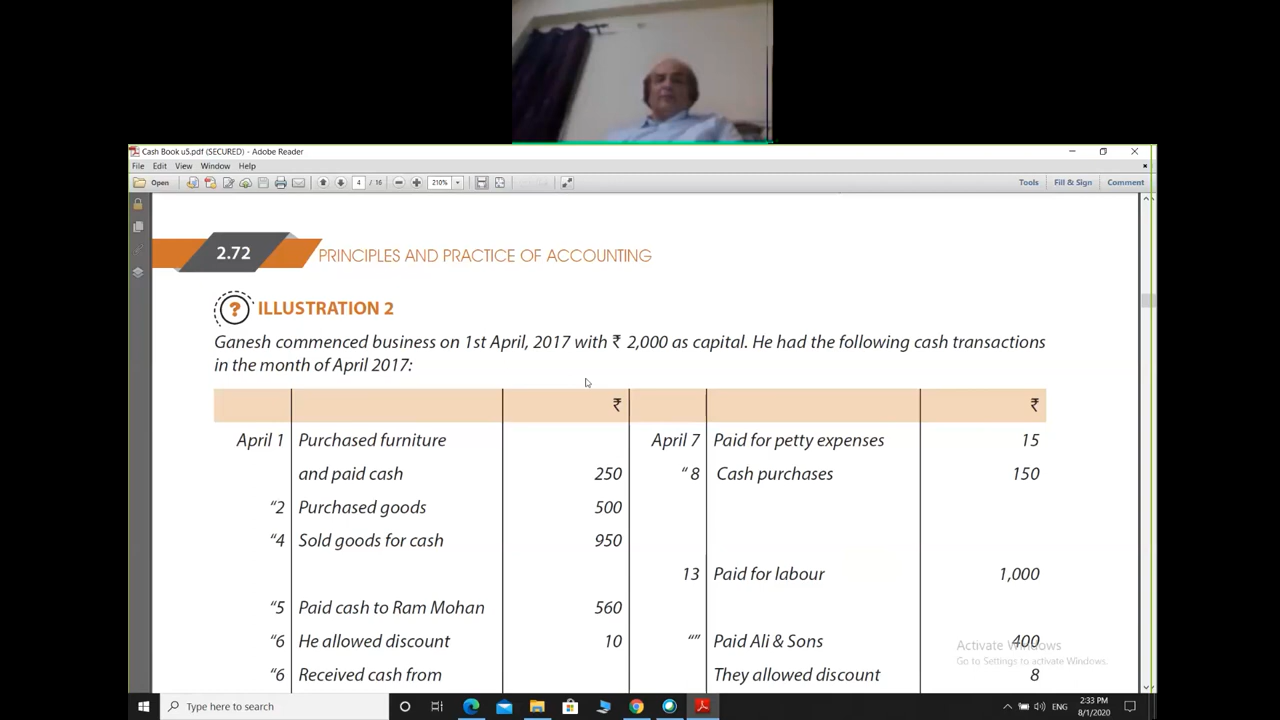 Cash Book u5.pdf (SECURED) - Adobe Reader
File Edit View Window Help
Open 4 / 16 210% Tools Fill & Sign Comment
2.72 PRINCIPLES AND PRACTICE OF ACCOUNTING
? ILLUSTRATION 2
Ganesh commenced business on 1st April, 2017 with ₹ 2,000 as capital. He had the following cash transactions
in the month of April 2017:
₹ ₹
April 1 Purchased furniture April 7 Paid for petty expenses 15
and paid cash 250 “8 Cash purchases 150
“2 Purchased goods 500
“4 Sold goods for cash 950
13 Paid for labour 1,000
“5 Paid cash to Ram Mohan 560
“6 He allowed discount 10 “” Paid Ali & Sons 400
“6 Received cash from They allowed discount 8
Activate Windows
Go to Settings to activate Windows.
Type here to search
ENG 2:33 PM
8/1/2020